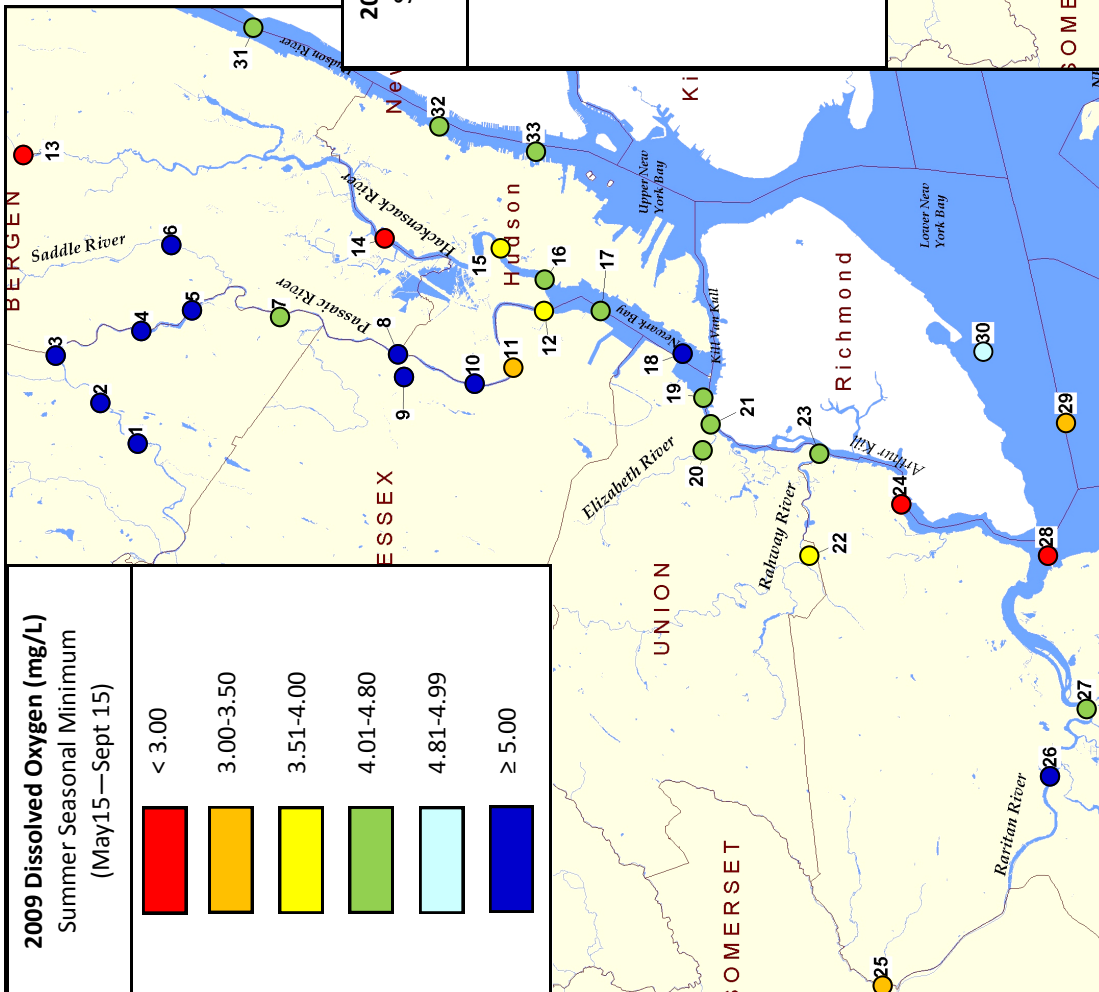 2009 Dissolved Oxygen (mg/L)
Summer Seasonal Minimum
(May15—Sept 15)
< 3.00
3.00-3.50
3.51-4.00
4.01-4.80
4.81-4.99
≥ 5.00
BERGEN
ESSEX
Hudson
UNION
Richmond
SOMERSET
Saddle River
Passaic River
Hackensack River
Hudson River
Newark Bay
Kill Van Kull
Upper New
York Bay
Lower New
York Bay
Elizabeth River
Rahway River
Arthur Kill
Raritan River
1
2
3
4
5
6
7
8
9
10
11
12
13
14
15
16
17
18
19
20
21
22
23
24
25
26
27
28
29
30
31
32
33